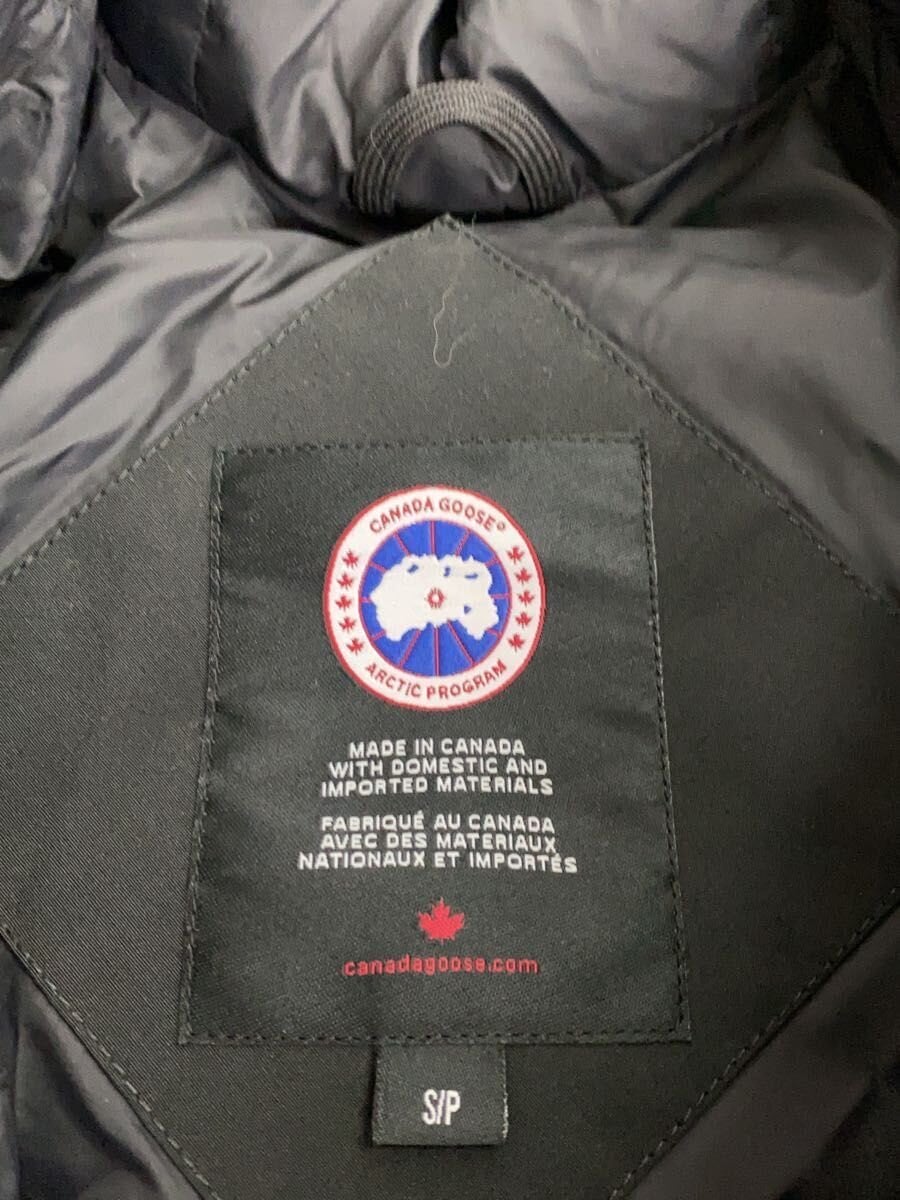 CANADA GOOSE®
ARCTIC PROGRAM
MADE IN CANADA
WITH DOMESTIC AND
IMPORTED MATERIALS
FABRIQUÉ AU CANADA
AVEC DES MATÉRIAUX
NATIONAUX ET IMPORTÉS
canadagoose.com
S/P